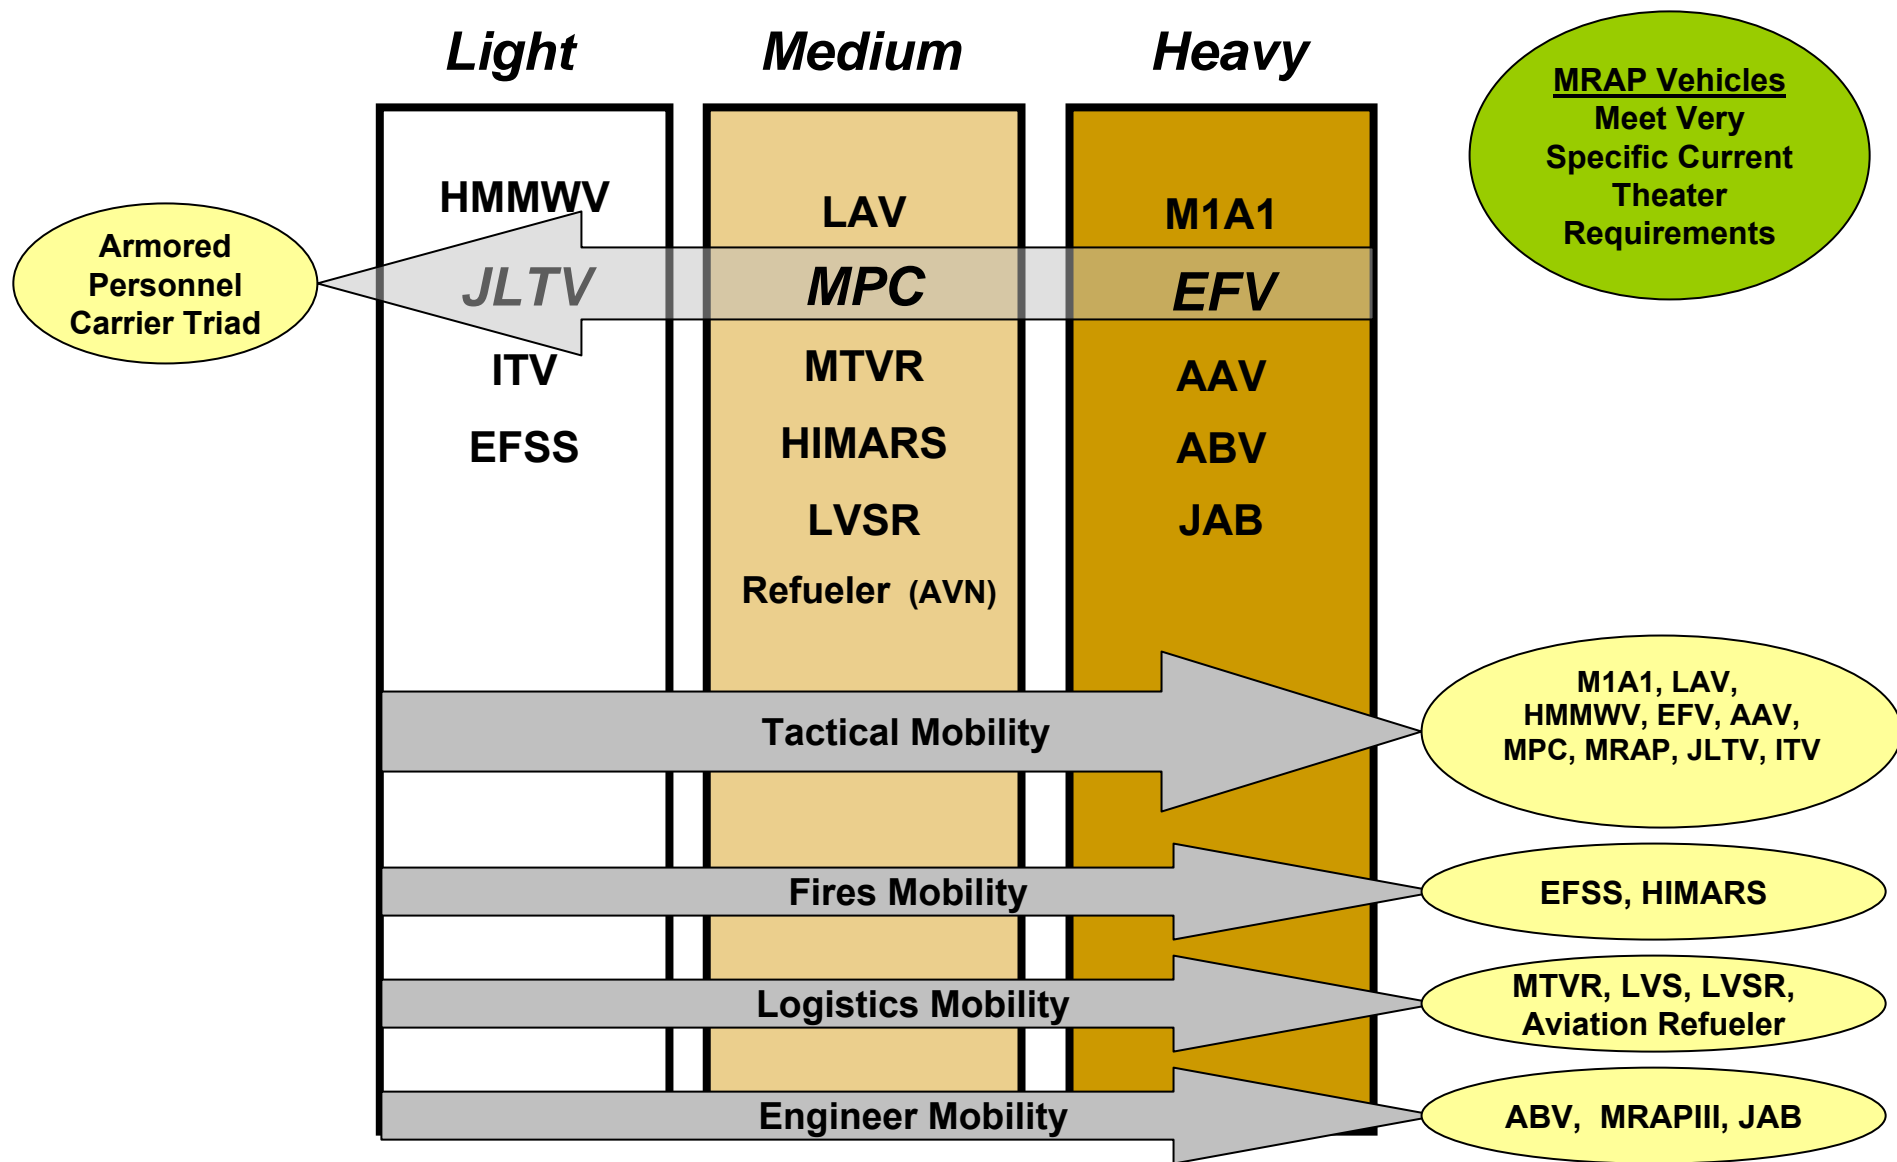 Light
Medium
Heavy
MRAP Vehicles
Meet Very
Specific Current
Theater
Requirements
Armored
Personnel
Carrier Triad
HMMWV
JLTV
ITV
EFSS
LAV
MPC
MTVR
HIMARS
LVSR
Refueler (AVN)
M1A1
EFV
AAV
ABV
JAB
Tactical Mobility
M1A1, LAV,
HMMWV, EFV, AAV,
MPC, MRAP, JLTV, ITV
Fires Mobility
EFSS, HIMARS
Logistics Mobility
MTVR, LVS, LVSR,
Aviation Refueler
Engineer Mobility
ABV, MRAPIII, JAB